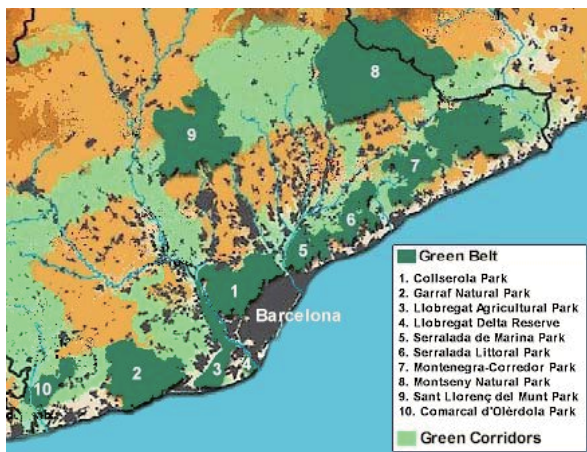 8
9
7
6
5
1
Barcelona
2
3
4
10
Green Belt
1. Collserola Park
2. Garraf Natural Park
3. Llobregat Agricultural Park
4. Llobregat Delta Reserve
5. Serralada de Marina Park
6. Serralada Littoral Park
7. Montenegra-Corredor Park
8. Montseny Natural Park
9. Sant Llorenç del Munt Park
10. Comarcal d'Olèrdola Park
Green Corridors